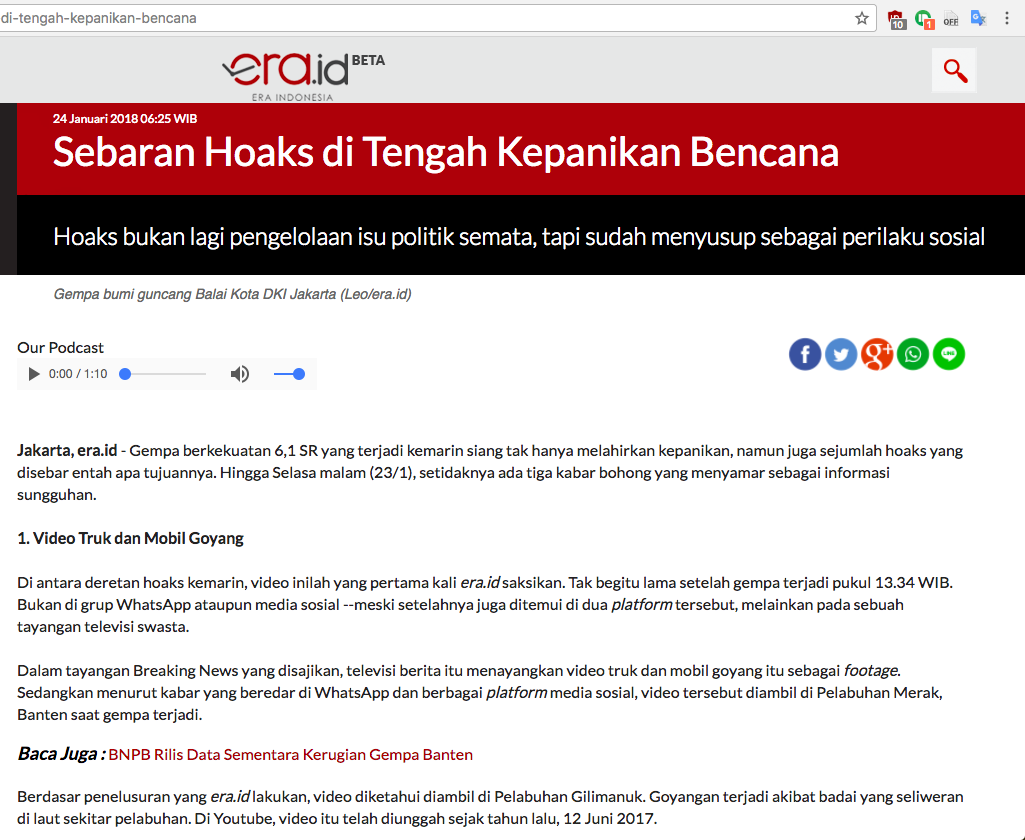 di-tengah-kepanikan-bencana
10
1
OFF
G
era.id BETA
ERA INDONESIA
24 Januari 2018 06:25 WIB
Sebaran Hoaks di Tengah Kepanikan Bencana
Hoaks bukan lagi pengelolaan isu politik semata, tapi sudah menyusup sebagai perilaku sosial
Gempa bumi guncang Balai Kota DKI Jakarta (Leo/era.id)
Our Podcast
0:00 / 1:10
f
g+
LINE
Jakarta, era.id - Gempa berkekuatan 6,1 SR yang terjadi kemarin siang tak hanya melahirkan kepanikan, namun juga sejumlah hoaks yang
disebar entah apa tujuannya. Hingga Selasa malam (23/1), setidaknya ada tiga kabar bohong yang menyamar sebagai informasi
sungguhan.
1. Video Truk dan Mobil Goyang
Di antara deretan hoaks kemarin, video inilah yang pertama kali era.id saksikan. Tak begitu lama setelah gempa terjadi pukul 13.34 WIB.
Bukan di grup WhatsApp ataupun media sosial --meski setelahnya juga ditemui di dua platform tersebut, melainkan pada sebuah
tayangan televisi swasta.
Dalam tayangan Breaking News yang disajikan, televisi berita itu menayangkan video truk dan mobil goyang itu sebagai footage.
Sedangkan menurut kabar yang beredar di WhatsApp dan berbagai platform media sosial, video tersebut diambil di Pelabuhan Merak,
Banten saat gempa terjadi.
Baca Juga : BNPB Rilis Data Sementara Kerugian Gempa Banten
Berdasar penelusuran yang era.id lakukan, video diketahui diambil di Pelabuhan Gilimanuk. Goyangan terjadi akibat badai yang seliweran
di laut sekitar pelabuhan. Di Youtube, video itu telah diunggah sejak tahun lalu, 12 Juni 2017.